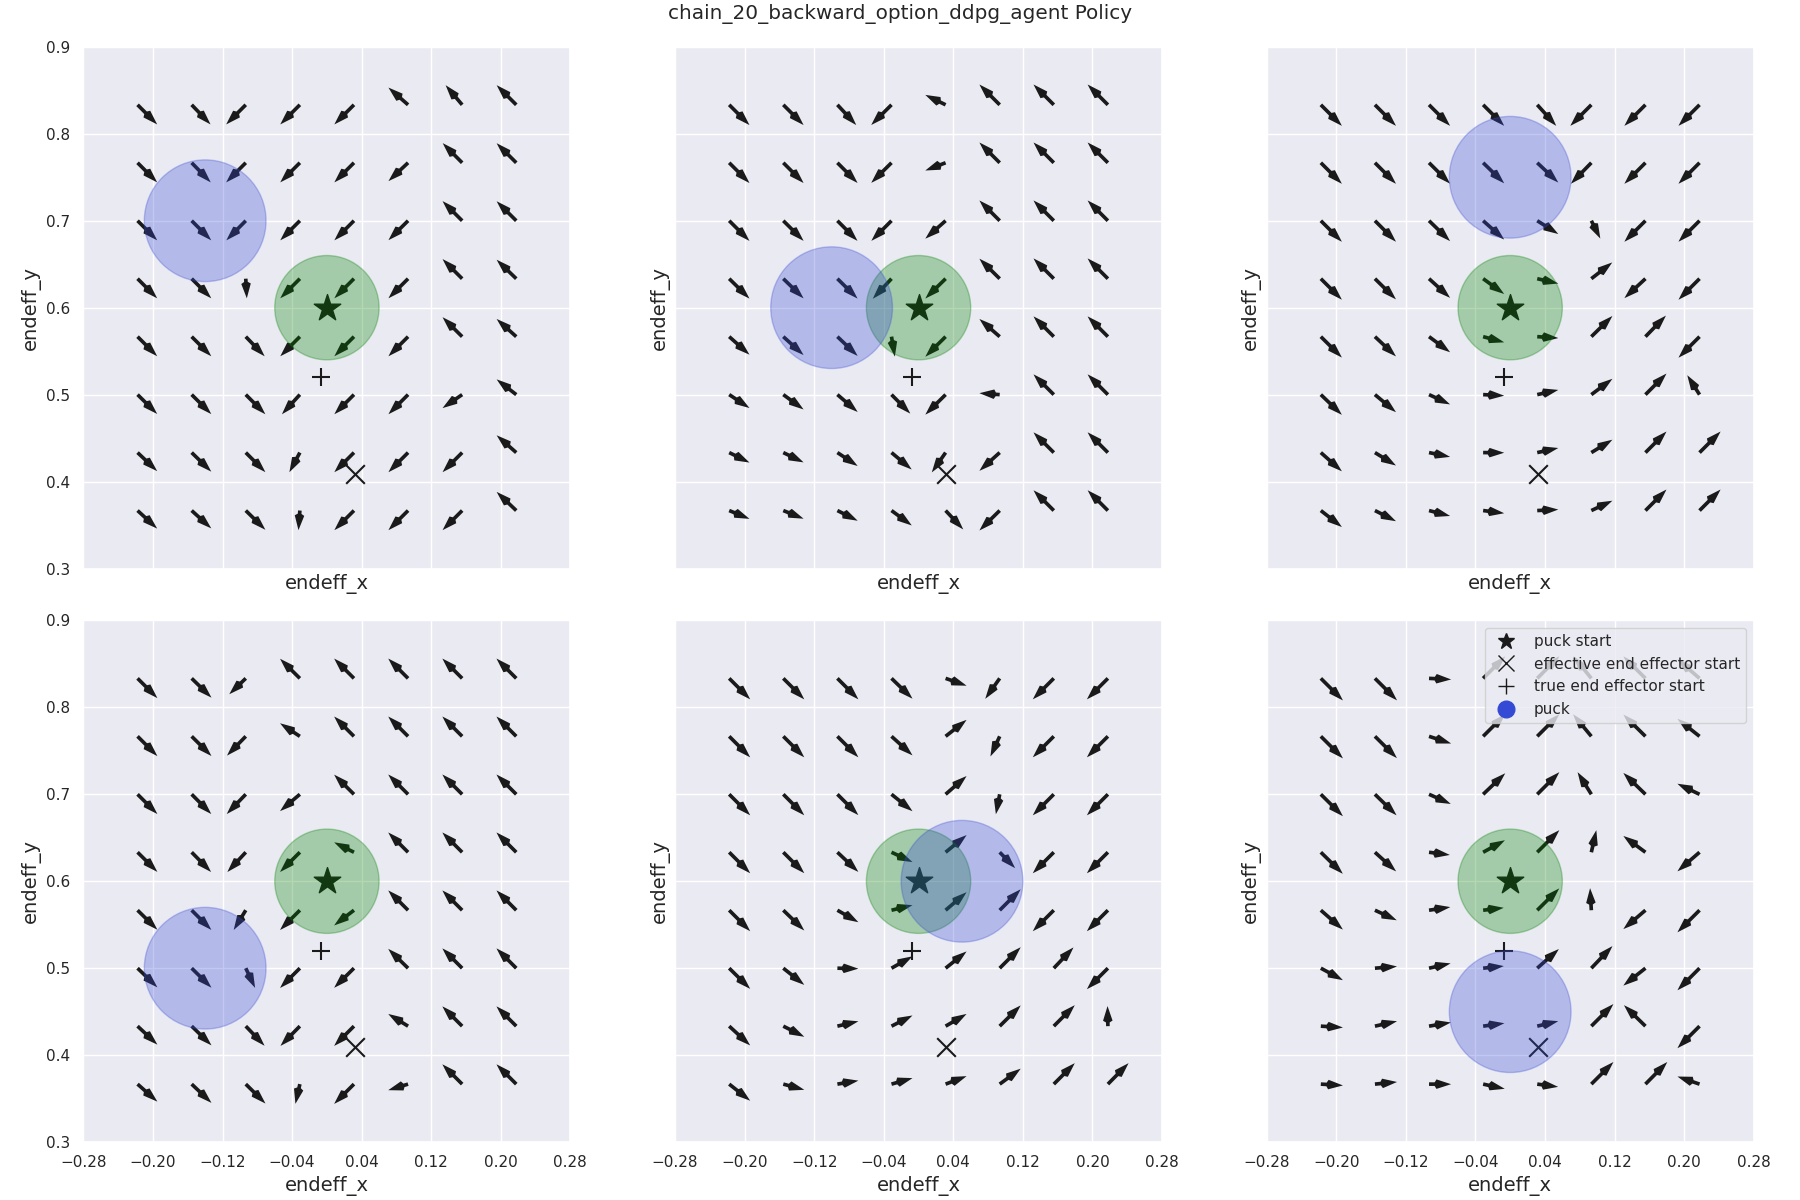 chain_20_backward_option_ddpg_agent Policy
0.9
0.8
0.7
0.6
0.5
0.4
0.3
endeff_y
endeff_x
endeff_y
endeff_x
endeff_y
endeff_x
0.9
0.8
0.7
0.6
0.5
0.4
0.3
endeff_y
−0.28 −0.20 −0.12 −0.04 0.04 0.12 0.20 0.28
endeff_x
endeff_y
−0.28 −0.20 −0.12 −0.04 0.04 0.12 0.20 0.28
endeff_x
puck start
effective end effector start
true end effector start
puck
endeff_y
−0.28 −0.20 −0.12 −0.04 0.04 0.12 0.20 0.28
endeff_x